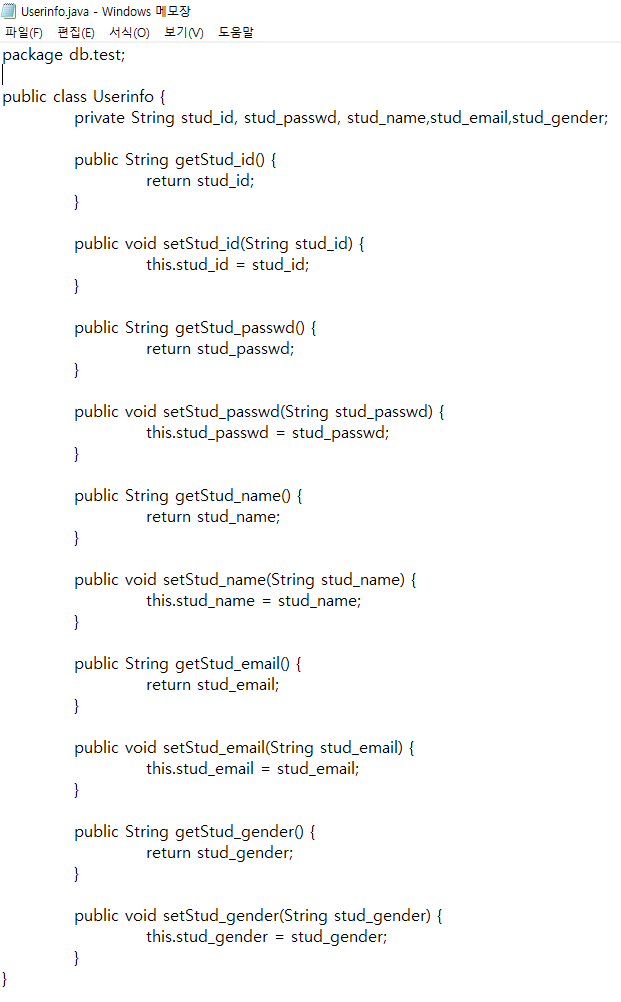 Userinfo.java - Windows 메모장
파일(F) 편집(E) 서식(O) 보기(V) 도움말
package db.test;
public class Userinfo {
private String stud_id, stud_passwd, stud_name,stud_email,stud_gender;
public String getStud_id() {
return stud_id;
}
public void setStud_id(String stud_id) {
this.stud_id = stud_id;
}
public String getStud_passwd() {
return stud_passwd;
}
public void setStud_passwd(String stud_passwd) {
this.stud_passwd = stud_passwd;
}
public String getStud_name() {
return stud_name;
}
public void setStud_name(String stud_name) {
this.stud_name = stud_name;
}
public String getStud_email() {
return stud_email;
}
public void setStud_email(String stud_email) {
this.stud_email = stud_email;
}
public String getStud_gender() {
return stud_gender;
}
public void setStud_gender(String stud_gender) {
this.stud_gender = stud_gender;
}
}